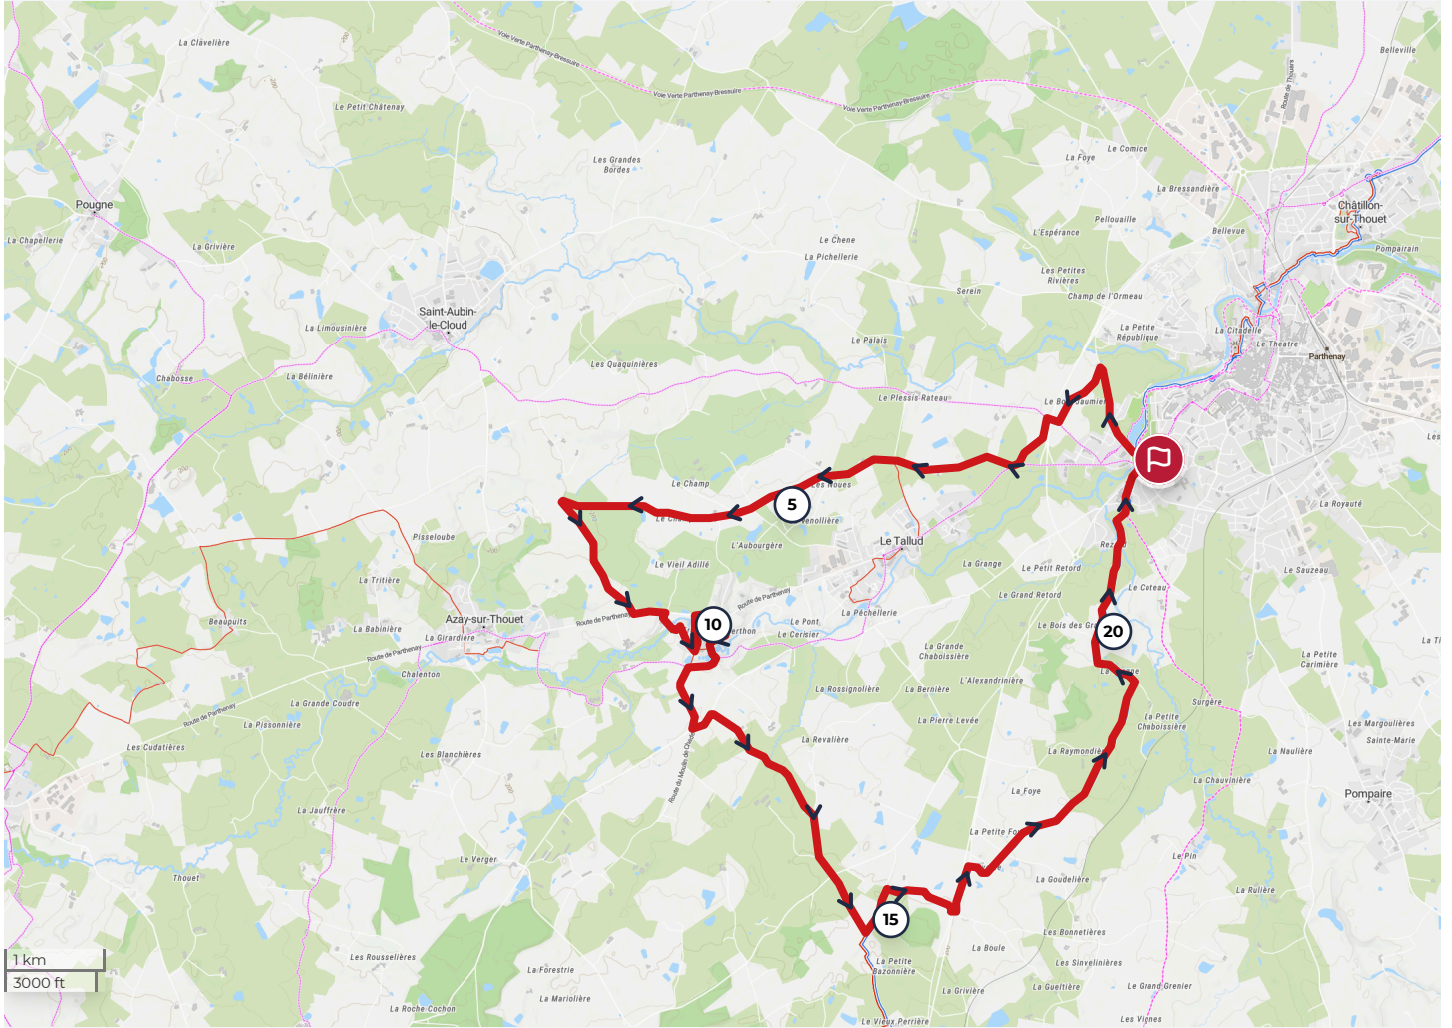 La Clavelière
Voie Verte Parthenay-Bressuire
Belleville
Route de Thouars
Le Petit Châtenay
Voie Verte Parthenay-Bressuire
Voie Verte Parthenay-Bressuire
Les Grandes
Bordes
Le Comice
La Foye
La Bressandière
Pougne
Châtillon-
sur-Thouet
Pellouaille
L'Espérance
Bellevue
La Chapellerie
La Grivière
Le Chene
La Pichellerie
Pompairain
Les Petites
Rivières
Serein
Champ de l'Ormeau
Saint-Aubin-
le-Cloud
La Limousinière
La Petite
République
La Citadelle
Le Theatre
Le Palais
Parthenay
Les Quaquinières
Chabosse
La Bélinière
Le Plessis-Rateau
Le Champ
Les Noues
5
La Royauté
Pisseloube
Le Tallud
L'Aubourgère
Le Vieil Adillé
La Grange
Le Petit Retord
Le Sauzeau
La Tritière
Le Coteau
Le Grand Retord
Route de Parthenay
Beaupuits
Azay-sur-Thouet
La Péchellerie
10
Le Pont
Le Cerisier
20
La Babinière
La Girardière
Route de Parthenay
Chalenton
La Grande
Chaboissère
La Petite
Carimière
L'Alexandrinière
La Rossignolière
La Bernière
La Grande Coudre
Route de Parthenay
Surgère
La Pissonnière
La Pierre Levée
La Petite
Chaboissière
Les Margoulières
Sainte-Marie
La Revalière
Les Cudatières
Les Blanchières
La Naulière
La Chauvinière
La Foye
Pompaire
La Jauffrère
Le Verger
Le Pin
Thouet
La Goudelière
La Rulière
15
Les Bonnetières
La Boule
Les Rousselières
La Petite
Bazonnière
Les Sinvelinières
1 km
3000 ft
La Forestrie
La Grivière
La Gueltière
Le Grand Grenier
La Mariolière
La Roche-Cochon
Le Vieux Perrière
Les Vignes